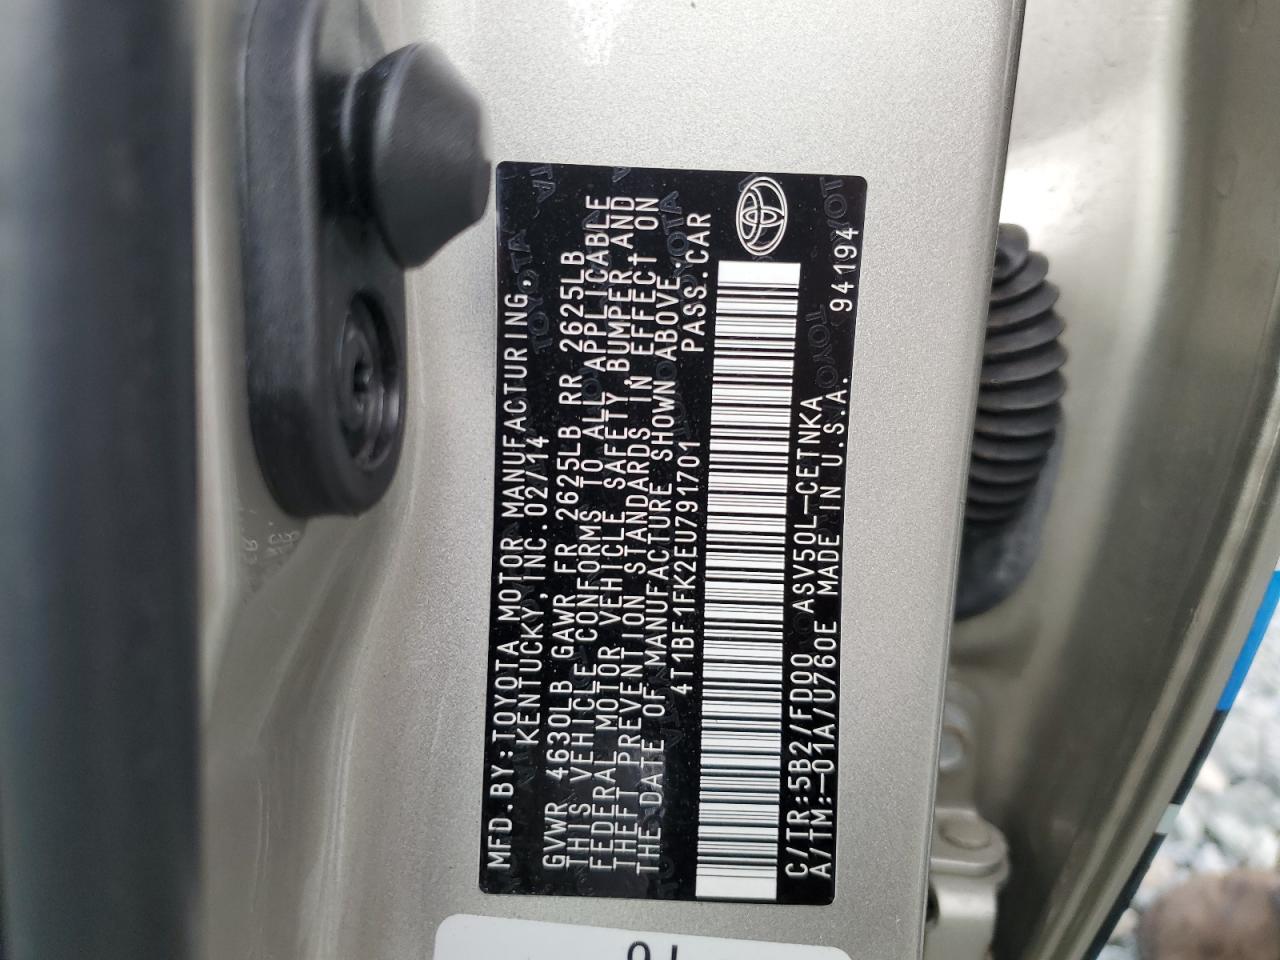 MFD.BY:TOYOTA MOTOR MANUFACTURING,
KENTUCKY,INC.02/14
GVWR 4630LB GAWR FR 2625LB RR 2625LB
THIS VEHICLE CONFORMS TO ALL APPLICABLE
FEDERAL MOTOR VEHICLE SAFETY,BUMPER,AND
THEFT PREVENTION STANDARDS IN EFFECT ON
THE DATE OF MANUFACTURE SHOWN ABOVE.
4T1BF1FK2EU791701 PASS.CAR
C/TR:5B2/FD00 ASV50L-CETNKA
A/TM:-01A/U760E MADE IN U.S.A. 94194